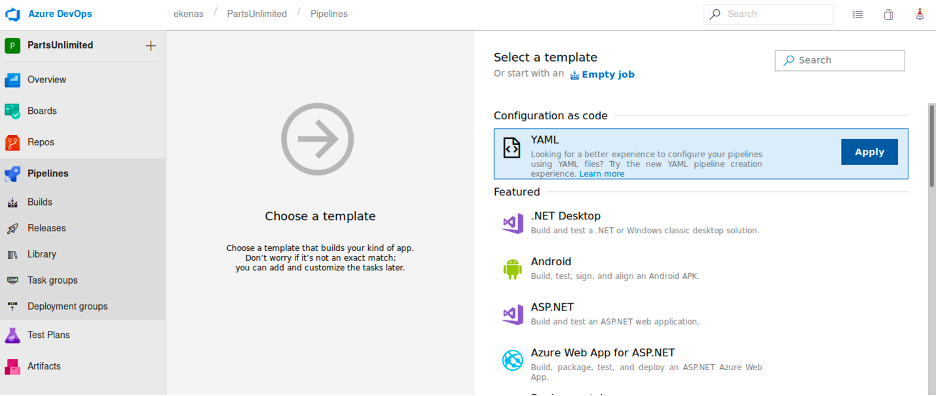 Azure DevOps
ekenas / PartsUnlimited / Pipelines
Search
P PartsUnlimited
Overview
Boards
Repos
Pipelines
Builds
Releases
Library
Task groups
Deployment groups
Test Plans
Artifacts
Choose a template
Choose a template that builds your kind of app.
Don't worry if it's not an exact match;
you can add and customize the tasks later.
Select a template
Or start with an Empty job
Search
Configuration as code
YAML
Looking for a better experience to configure your pipelines
using YAML files? Try the new YAML pipeline creation
experience. Learn more
Apply
Featured
.NET Desktop
Build and test a .NET or Windows classic desktop solution.
Android
Build, test, sign, and align an Android APK.
ASP.NET
Build and test an ASP.NET web application.
Azure Web App for ASP.NET
Build, package, test, and deploy an ASP.NET Azure Web
App.